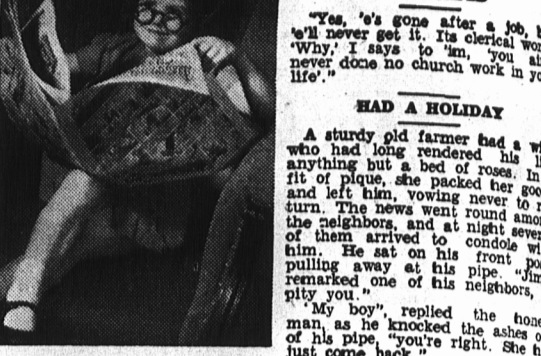 "Yes, 'e's gone after a job,
'e'll never get it. Its clerical wor
'Why,' I says to 'im, 'you ai
never done no church work in yo
life'."
HAD A HOLIDAY
A sturdy old farmer had a wi
who had long rendered his li
anything but a bed of roses. In
fit of pique, she packed her goo
and left him, vowing never to r
turn. The news went round amon
the neighbors, and at night sever
of them arrived to condole wi
him. He sat on his front por
pulling away at his pipe. "Jim
remarked one of his neighbors,
pity you."
'My boy", replied the hone
man, as he knocked the ashes o
of his pipe, "you're right. She h
just come back."